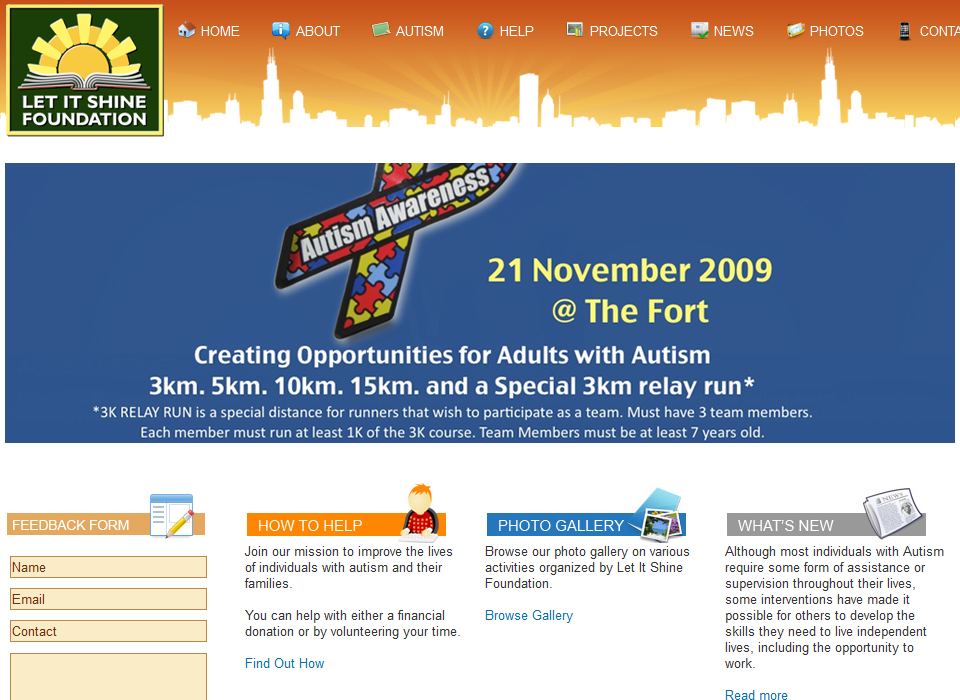 HOME
ABOUT
AUTISM
HELP
PROJECTS
NEWS
PHOTOS
CONTA
LET IT SHINE
FOUNDATION
Autism Awareness
21 November 2009
@ The Fort
Creating Opportunities for Adults with Autism
3km. 5km. 10km. 15km. and a Special 3km relay run*
*3K RELAY RUN is a special distance for runners that wish to participate as a team. Must have 3 team members.
Each member must run at least 1K of the 3K course. Team Members must be at least 7 years old.
FEEDBACK FORM
Name
Email
Contact
HOW TO HELP
Join our mission to improve the lives
of individuals with autism and their
families.
You can help with either a financial
donation or by volunteering your time.
Find Out How
PHOTO GALLERY
Browse our photo gallery on various
activities organized by Let It Shine
Foundation.
Browse Gallery
NEWS
WHAT'S NEW
Although most individuals with Autism
require some form of assistance or
supervision throughout their lives,
some interventions have made it
possible for others to develop the
skills they need to live independent
lives, including the opportunity to
work.
Read more